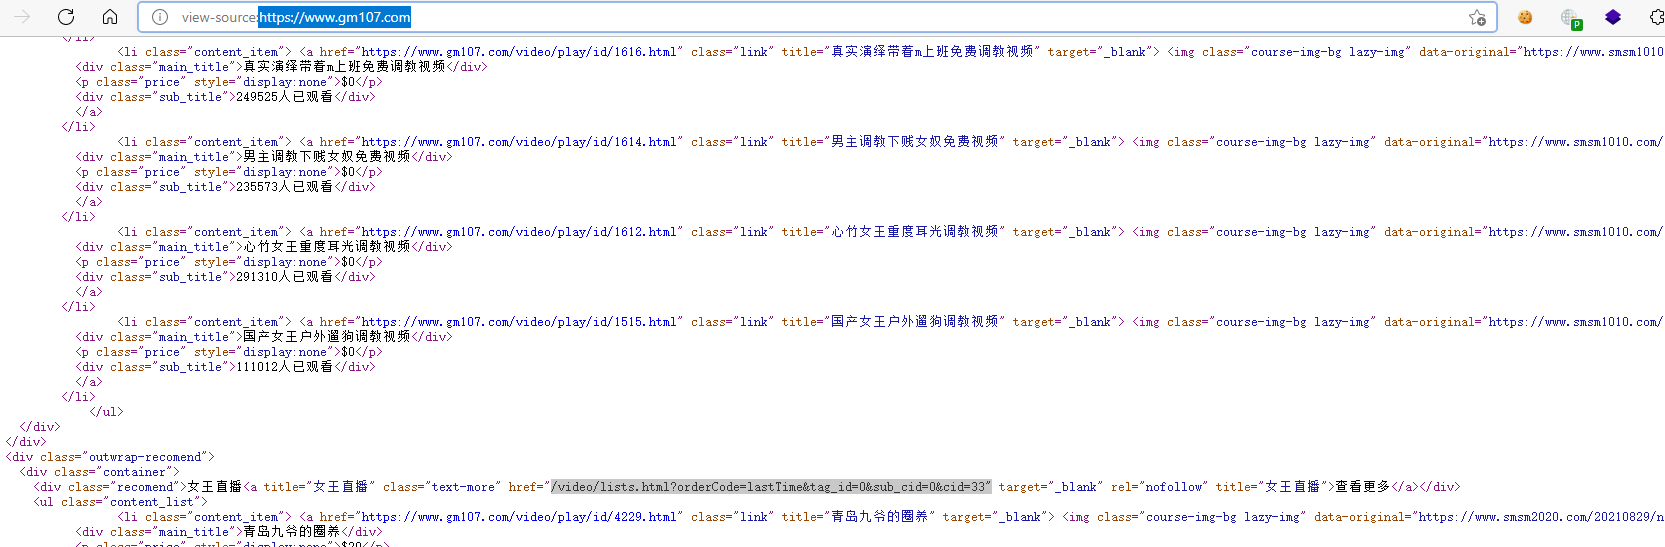 view-source:https://www.gm107.com
</li>
<li class="content_item"> <a href="https://www.gm107.com/video/play/id/1616.html" class="link" title="真实演绎带着m上班免费调教视频" target="_blank"> <img class="course-img-bg lazy-img" data-original="https://www.smsm1010
<div class="main_title">真实演绎带着m上班免费调教视频</div>
<p class="price" style="display:none">$0</p>
<div class="sub_title">249525人已观看</div>
</a>
</li>
<li class="content_item"> <a href="https://www.gm107.com/video/play/id/1614.html" class="link" title="男主调教下贱女奴免费视频" target="_blank"> <img class="course-img-bg lazy-img" data-original="https://www.smsm1010.com/
<div class="main_title">男主调教下贱女奴免费视频</div>
<p class="price" style="display:none">$0</p>
<div class="sub_title">235573人已观看</div>
</a>
</li>
<li class="content_item"> <a href="https://www.gm107.com/video/play/id/1612.html" class="link" title="心竹女王重度耳光调教视频" target="_blank"> <img class="course-img-bg lazy-img" data-original="https://www.smsm1010.com/
<div class="main_title">心竹女王重度耳光调教视频</div>
<p class="price" style="display:none">$0</p>
<div class="sub_title">291310人已观看</div>
</a>
</li>
<li class="content_item"> <a href="https://www.gm107.com/video/play/id/1515.html" class="link" title="国产女王户外遛狗调教视频" target="_blank"> <img class="course-img-bg lazy-img" data-original="https://www.smsm1010.com/
<div class="main_title">国产女王户外遛狗调教视频</div>
<p class="price" style="display:none">$0</p>
<div class="sub_title">111012人已观看</div>
</a>
</li>
</ul>
</div>
</div>
<div class="outwrap-recomend">
<div class="container">
<div class="recomend">女王直播<a title="女王直播" class="text-more" href="/video/lists.html?orderCode=lastTime&tag_id=0&sub_cid=0&cid=33" target="_blank" rel="nofollow" title="女王直播">查看更多</a></div>
<ul class="content_list">
<li class="content_item"> <a href="https://www.gm107.com/video/play/id/4229.html" class="link" title="青岛九爷的圈养" target="_blank"> <img class="course-img-bg lazy-img" data-original="https://www.smsm2020.com/20210829/n
<div class="main_title">青岛九爷的圈养</div>
<p class="price" style="display:none">$20</p>